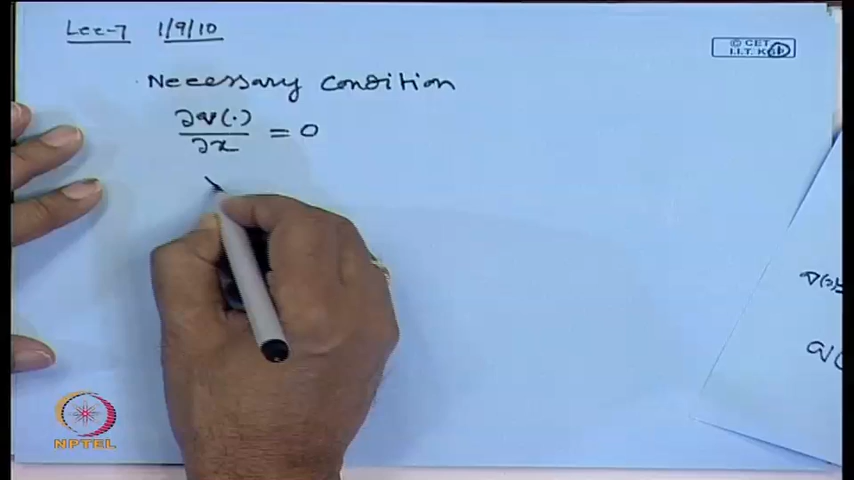 Lec-7 1/9/10
© CET
I.I.T. KGP
Necessary Condition
∂v(.)/∂x = 0
NPTEL